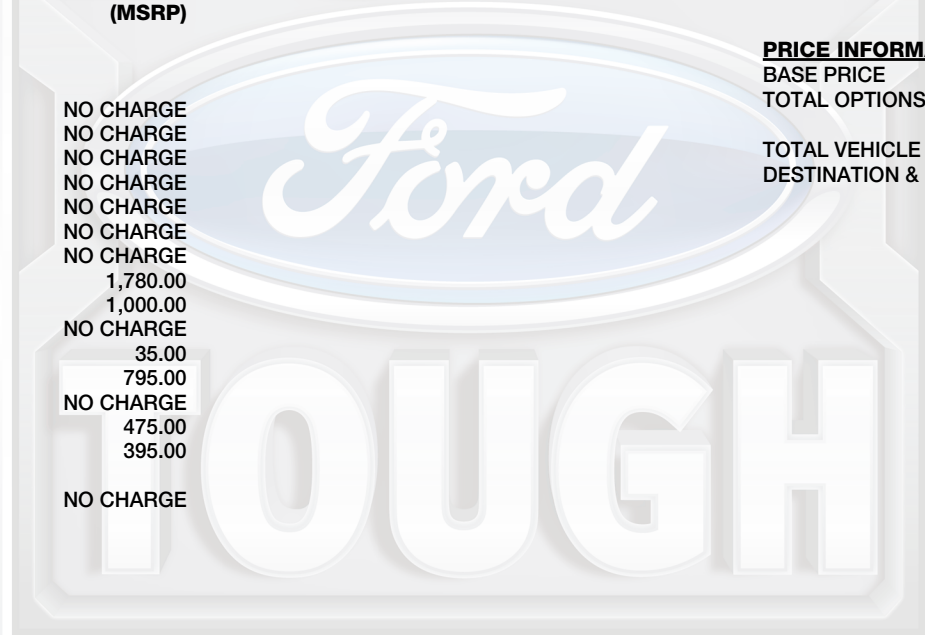 (MSRP)
NO CHARGE
NO CHARGE
NO CHARGE
NO CHARGE
NO CHARGE
NO CHARGE
NO CHARGE
1,780.00
1,000.00
NO CHARGE
35.00
795.00
NO CHARGE
475.00
395.00
NO CHARGE
PRICE INFORMA
BASE PRICE
TOTAL OPTIONS
TOTAL VEHICLE
DESTINATION &
Ford
TOUGH